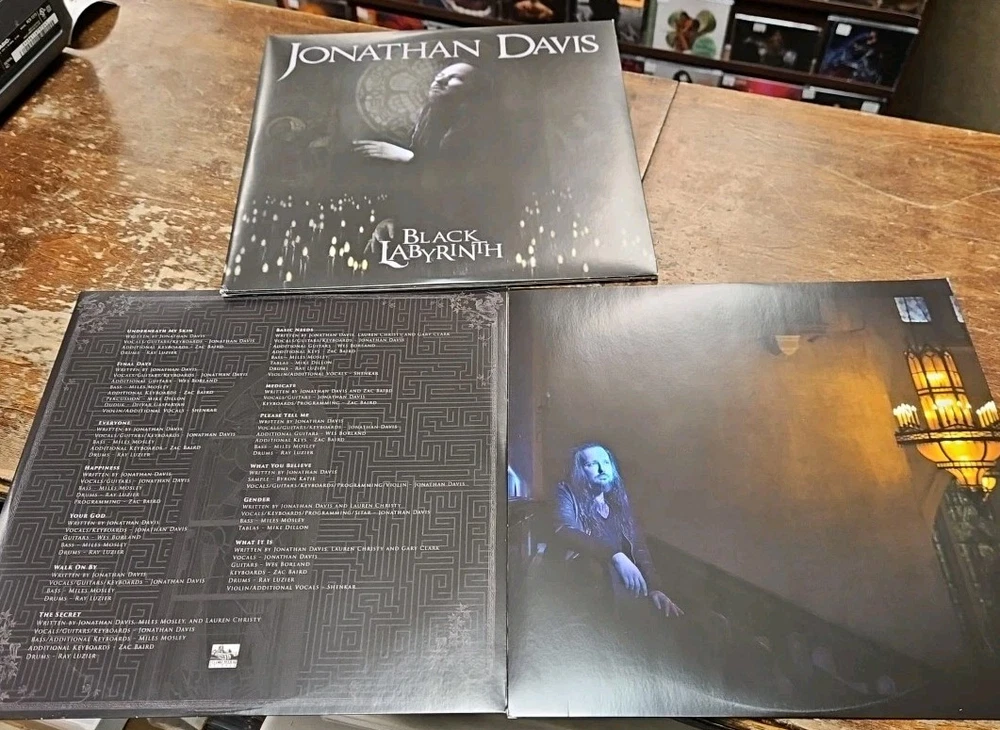 JONATHAN DAVIS
BLACK
LABYRINTH
UNDERNEATH MY SKIN
WRITTEN BY JONATHAN DAVIS
VOCALS/GUITARS/KEYBOARDS - JONATHAN DAVIS
ADDITIONAL KEYBOARDS - ZAC BAIRD
DRUMS - RAY LUZIER
FINAL DAYS
WRITTEN BY JONATHAN DAVIS
VOCALS/GUITARS/KEYBOARDS - JONATHAN DAVIS
ADDITIONAL GUITARS - WES BORLAND
BASS - MILES MOSLEY
ADDITIONAL KEYBOARDS - ZAC BAIRD
PERCUSSION - MIKE DILLON
DUDUK - DJIVAN GASPARYAN
VIOLIN/ADDITIONAL VOCALS - SHENKAR
EVERYONE
WRITTEN BY JONATHAN DAVIS
VOCALS/GUITARS/KEYBOARDS - JONATHAN DAVIS
BASS - MILES MOSLEY
ADDITIONAL KEYBOARDS - ZAC BAIRD
DRUMS - RAY LUZIER
HAPPINESS
WRITTEN BY JONATHAN DAVIS
VOCALS/GUITARS - JONATHAN DAVIS
BASS - MILES MOSLEY
DRUMS - RAY LUZIER
PROGRAMMING - ZAC BAIRD
YOUR GOD
WRITTEN BY JONATHAN DAVIS
VOCALS/KEYBOARDS - JONATHAN DAVIS
GUITARS - WES BORLAND
BASS - MILES MOSLEY
DRUMS - RAY LUZIER
WALK ON BY
WRITTEN BY JONATHAN DAVIS
VOCALS/GUITARS/KEYBOARDS - JONATHAN DAVIS
BASS - MILES MOSLEY
DRUMS - RAY LUZIER
THE SECRET
WRITTEN BY JONATHAN DAVIS, MILES MOSLEY, AND LAUREN CHRISTY
VOCALS/GUITARS/KEYBOARDS - JONATHAN DAVIS
BASS/ADDITIONAL KEYBOARDS - MILES MOSLEY
ADDITIONAL KEYBOARDS - ZAC BAIRD
DRUMS - RAY LUZIER
BASIC NEEDS
WRITTEN BY JONATHAN DAVIS, LAUREN CHRISTY AND GARY CLARK
VOCALS/GUITARS/KEYBOARDS - JONATHAN DAVIS
ADDITIONAL GUITARS - WES BORLAND
ADDITIONAL KEYS - ZAC BAIRD
BASS - MILES MOSLEY
TABLAS - MIKE DILLON
DRUMS - RAY LUZIER
VIOLIN/ADDITIONAL VOCALS - SHENKAR
MEDICATE
WRITTEN BY JONATHAN DAVIS AND ZAC BAIRD
VOCALS/GUITARS - JONATHAN DAVIS
KEYBOARDS/PROGRAMMING - ZAC BAIRD
PLEASE TELL ME
WRITTEN BY JONATHAN DAVIS
VOCALS/GUITARS/KEYBOARDS - JONATHAN DAVIS
ADDITIONAL GUITARS - WES BORLAND
ADDITIONAL KEYS - ZAC BAIRD
BASS - MILES MOSLEY
DRUMS - RAY LUZIER
WHAT YOU BELIEVE
WRITTEN BY JONATHAN DAVIS
SAMPLE - BYRON KATIE
VOCALS/GUITARS/KEYBOARDS/PROGRAMMING/VIOLIN - JONATHAN DAVIS
GENDER
WRITTEN BY JONATHAN DAVIS AND LAUREN CHRISTY
VOCALS/KEYBOARDS/PROGRAMMING/SITAR - JONATHAN DAVIS
BASS - MILES MOSLEY
TABLAS - MIKE DILLON
WHAT IT IS
WRITTEN BY JONATHAN DAVIS, LAUREN CHRISTY AND GARY CLARK
VOCALS - JONATHAN DAVIS
GUITARS - WES BORLAND
KEYBOARDS - ZAC BAIRD
DRUMS - RAY LUZIER
VIOLIN/ADDITIONAL VOCALS - SHENKAR